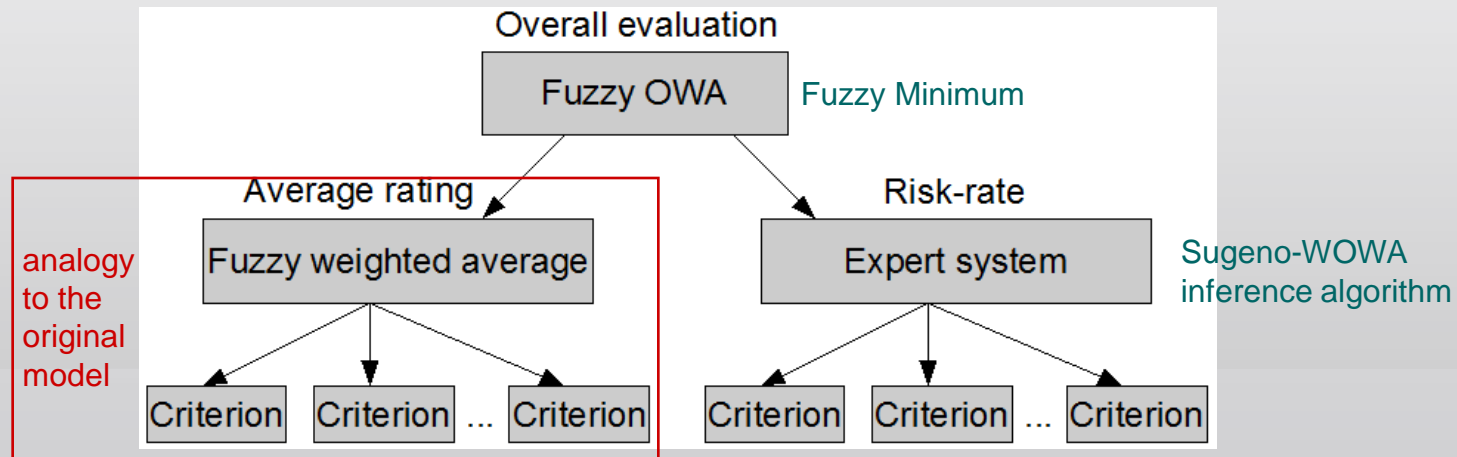 Overall evaluation
Fuzzy OWA
Fuzzy Minimum
Average rating
Risk-rate
analogy
to the
original
model
Fuzzy weighted average
Expert system
Sugeno-WOWA
inference algorithm
Criterion Criterion ... Criterion
Criterion Criterion ... Criterion